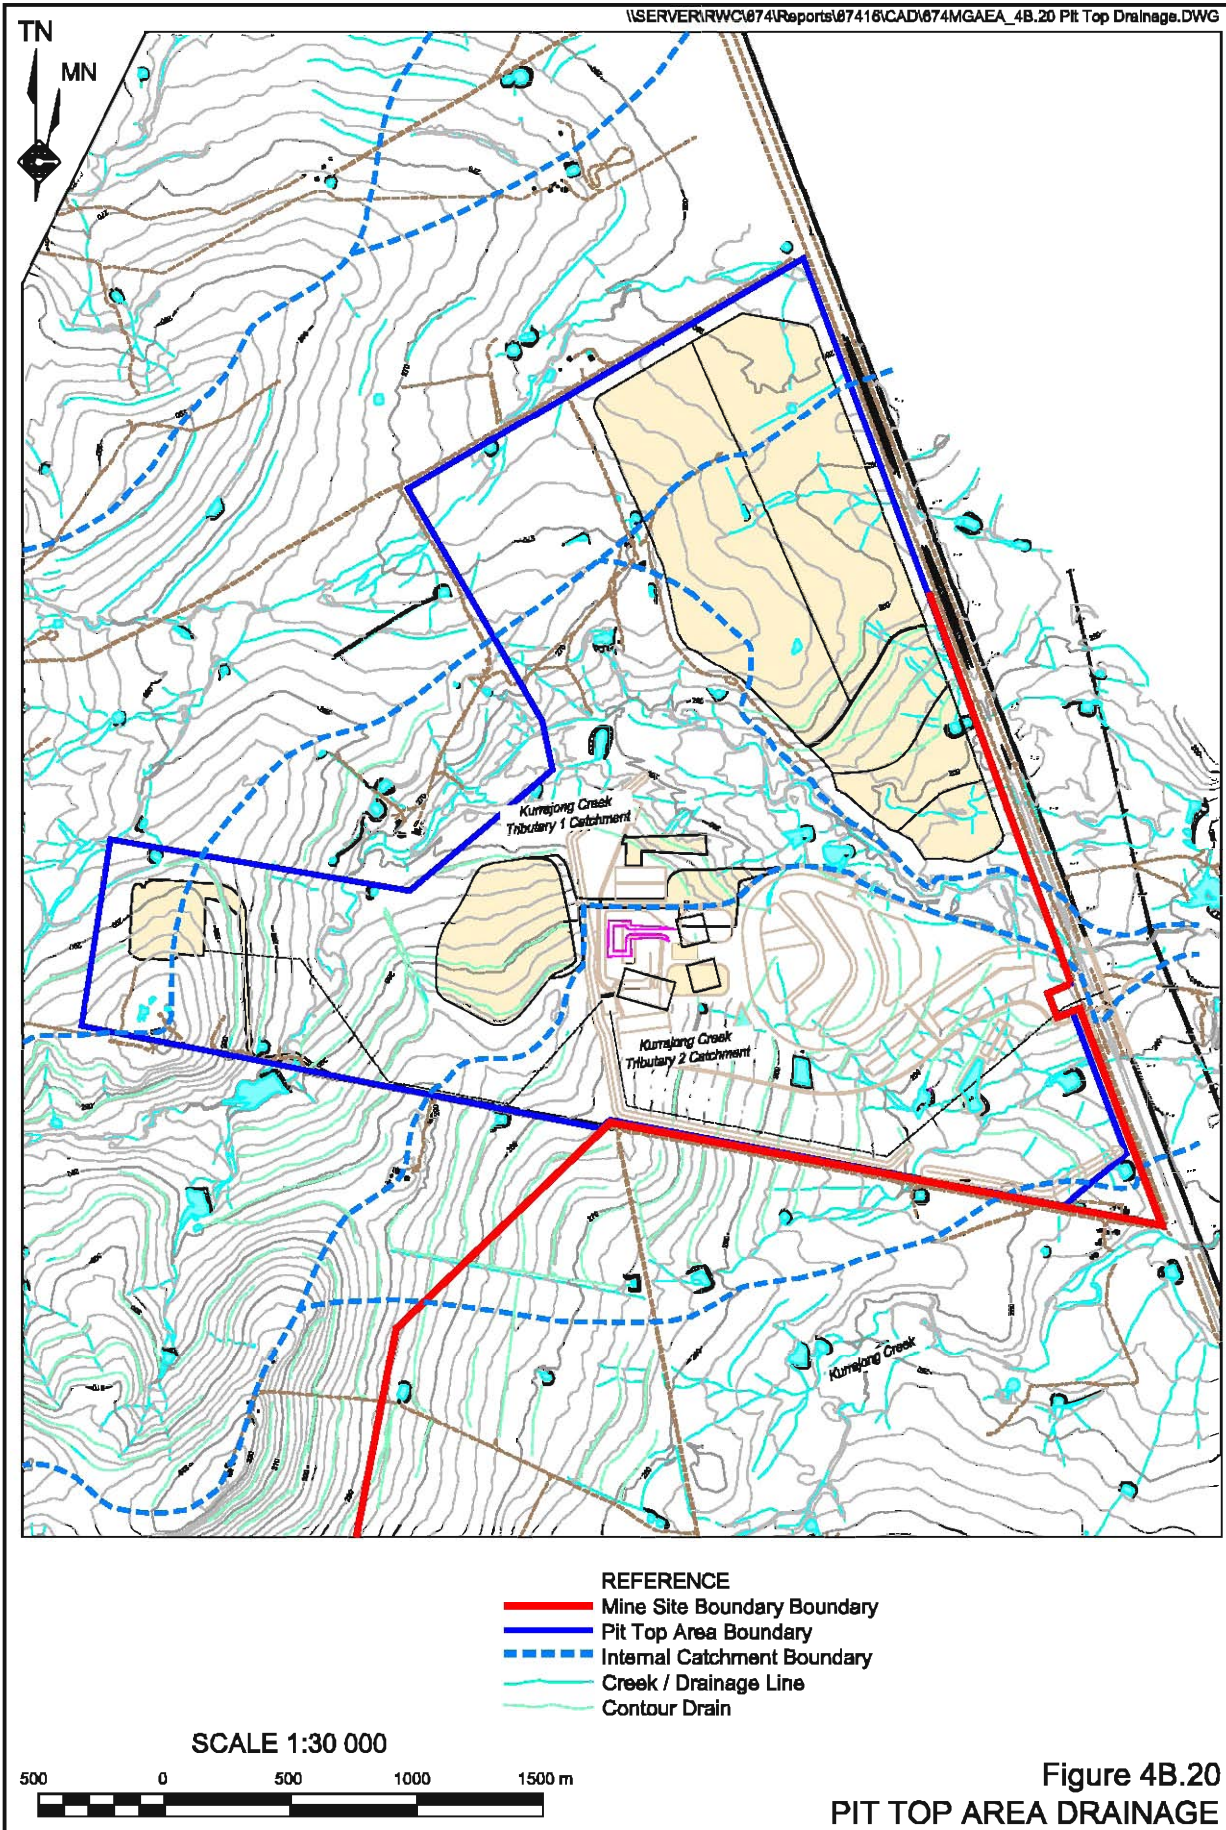 \\SERVER\RWC\674\Reports\67416\CAD\674MGAEA_4B.20 Pit Top Drainage.DWG
TN
MN
Kurrajong Creek
Tributary 1 Catchment
Kurrajong Creek
Tributary 2 Catchment
Kurrajong Creek
REFERENCE
Mine Site Boundary Boundary
Pit Top Area Boundary
Internal Catchment Boundary
Creek / Drainage Line
Contour Drain
SCALE 1:30 000
500 0 500 1000 1500 m
Figure 4B.20
PIT TOP AREA DRAINAGE